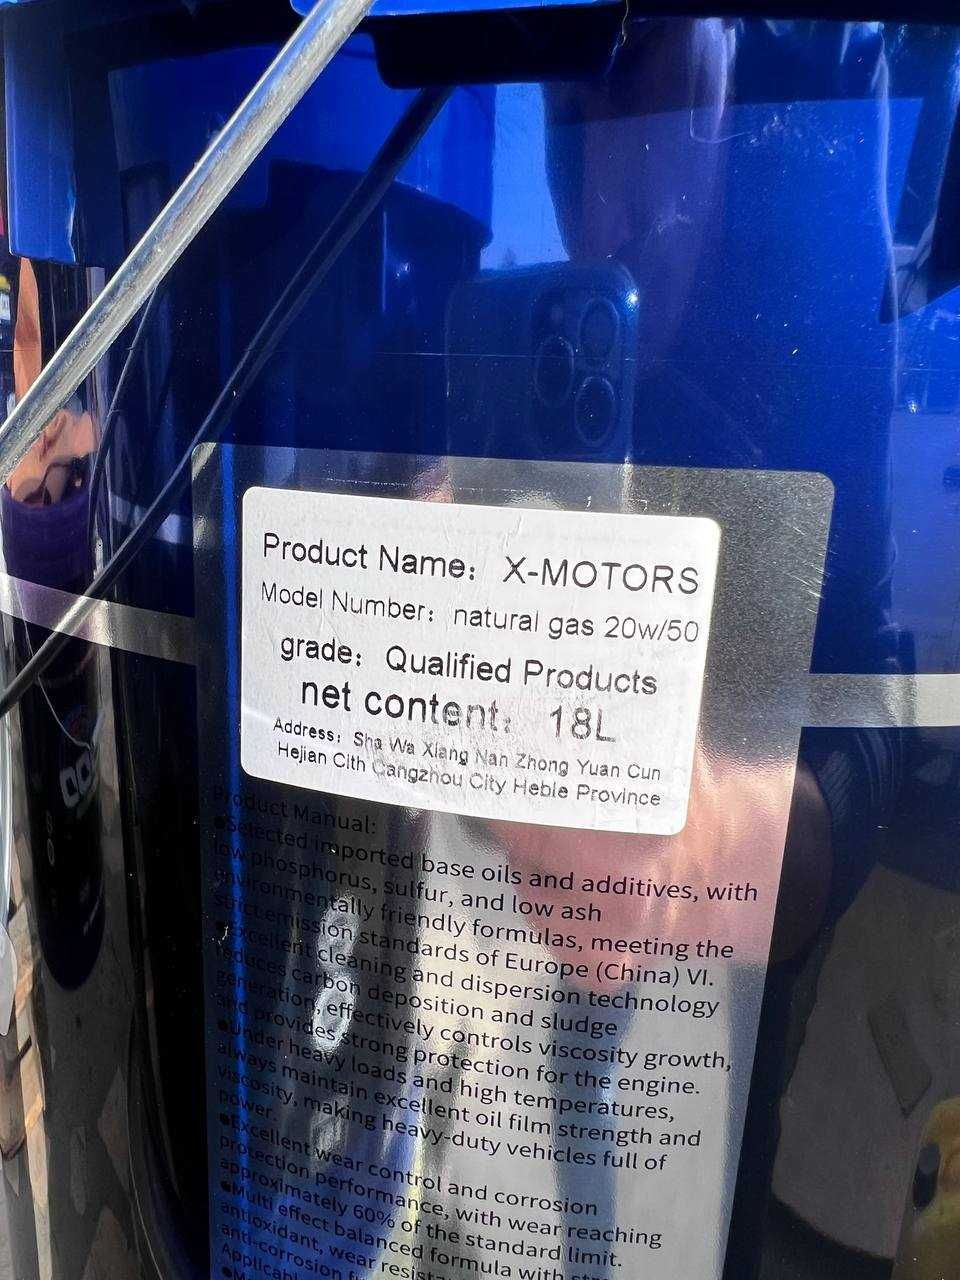 Product Name： X-MOTORS
Model Number： natural gas 20w/50
grade： Qualified Products
net content： 18L
Address： Sha Wa Xiang Nan Zhong Yuan Cun
Hejian Cith Cangzhou City Hebie Province
Product Manual:
●Selected imported base oils and additives, with
low phosphorus, sulfur, and low ash
environmentally friendly formulas, meeting the
strict emission standards of Europe (China) VI.
●Excellent cleaning and dispersion technology
reduces carbon deposition and sludge
generation, effectively controls viscosity growth,
and provides strong protection for the engine.
●Under heavy loads and high temperatures,
always maintain excellent oil film strength and
viscosity, making heavy-duty vehicles full of
power.
●Excellent wear control and corrosion
protection performance, with wear reaching
approximately 60% of the standard limit.
●Multi effect balanced formula with
antioxidant, wear
anti-corrosion